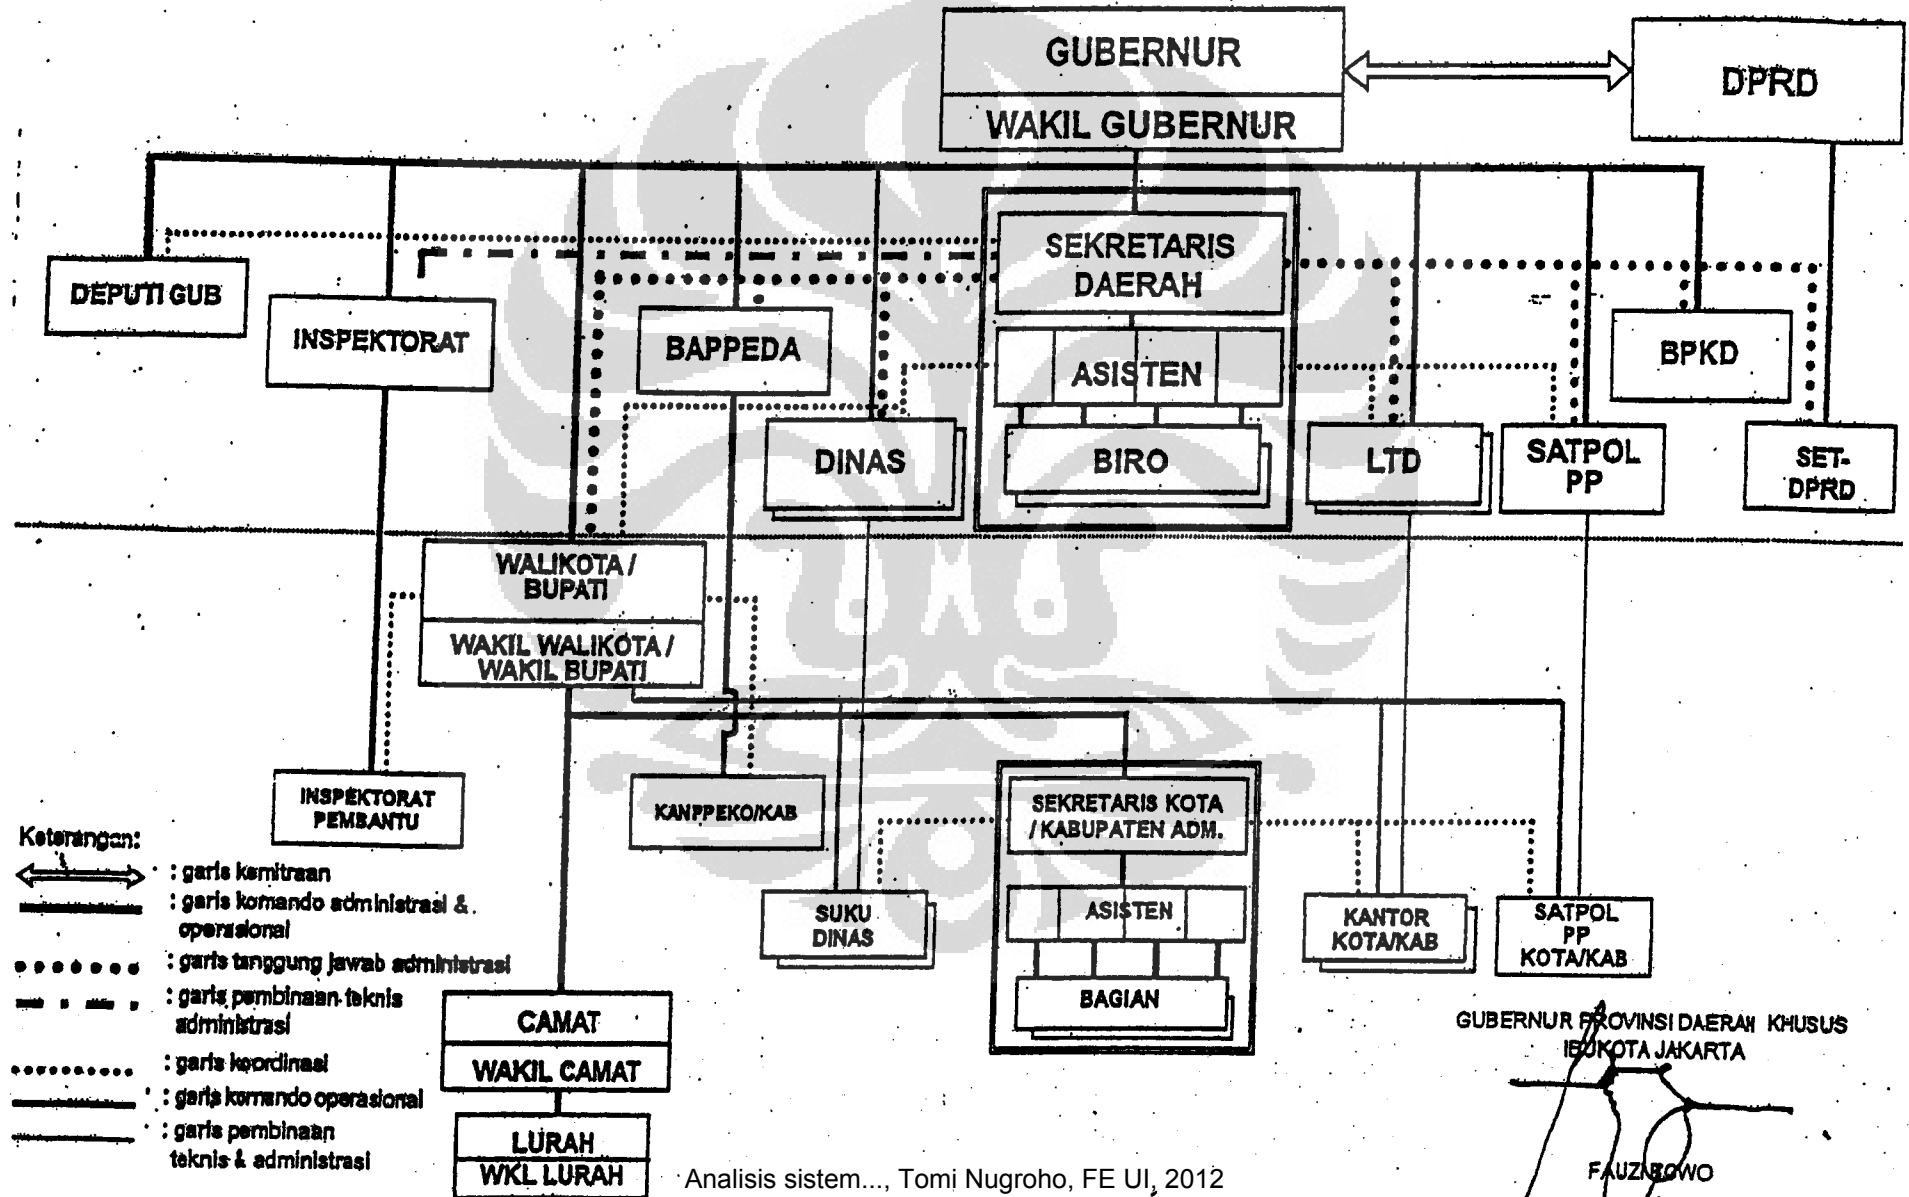 GUBERNUR
WAKIL GUBERNUR
DPRD
DEPUTI GUB
INSPEKTORAT
BAPPEDA
SEKRETARIS
DAERAH
ASISTEN
BIRO
DINAS
LTD
SATPOL
PP
BPKD
SET-
DPRD
WALIKOTA /
BUPATI
WAKIL WALIKOTA /
WAKIL BUPATI
INSPEKTORAT
PEMBANTU
KANPPEKO/KAB
SEKRETARIS KOTA
/ KABUPATEN ADM.
ASISTEN
BAGIAN
SUKU
DINAS
KANTOR
KOTA/KAB
SATPOL
PP
KOTA/KAB
CAMAT
WAKIL CAMAT
LURAH
WKL LURAH
Keterangan:
: garis kemitraan
: garis komando administrasi &
operasional
: garis tanggung jawab administrasi
: garis pembinaan teknis
administrasi
: garis koordinasi
: garis komando operasional
: garis pembinaan
teknis & administrasi
GUBERNUR PROVINSI DAERAH KHUSUS
IBUKOTA JAKARTA
FAUZI BOWO
Analisis sistem..., Tomi Nugroho, FE UI, 2012